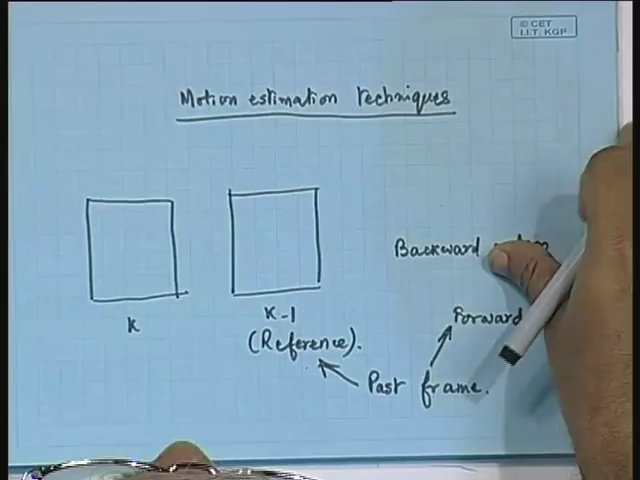 © CET
I.I.T. KGP
Motion estimation techniques
Backward
K
K-1
Forward
(Reference).
Past frame.